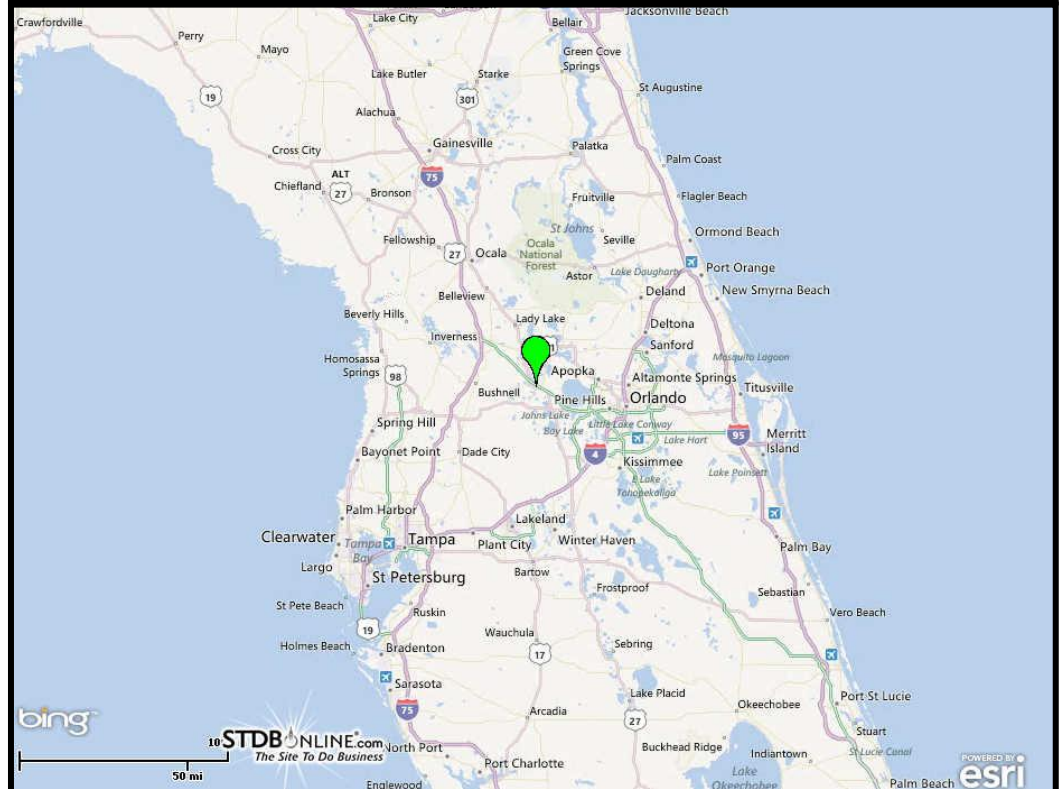 Crawfordville
Lake City
Bellair
Jacksonville Beach
Perry
Mayo
Green Cove
Springs
Lake Butler
Starke
19
301
St Augustine
Alachua
Gainesville
Palatka
Cross City
Palm Coast
ALT
27
75
Chiefland
Bronson
Fruitville
Flagler Beach
St Johns
Seville
Ormond Beach
Fellowship
27
Ocala
Ocala
National
Forest
Astor
Lake Daugharty
Port Orange
Belleview
Deland
New Smyrna Beach
Beverly Hills
Lady Lake
Deltona
Inverness
Sanford
Homosassa
Springs
98
Mosquito Lagoon
Apopka
Altamonte Springs
Titusville
Bushnell
Pine Hills
Orlando
Johns Lake
Little Lake Conway
Spring Hill
Bay Lake
Lake Hart
95
Merritt
Island
Bayonet Point
Dade City
4
Kissimmee
Lake Poinsett
E Lake
Tohopekaliga
Palm Harbor
Lakeland
Clearwater
Tampa
Bay
Tampa
Plant City
Winter Haven
Palm Bay
Largo
St Petersburg
Bartow
Frostproof
Sebastian
St Pete Beach
Ruskin
Vero Beach
19
Wauchula
Holmes Beach
Bradenton
17
Sebring
Sarasota
Lake Placid
Port St Lucie
75
Arcadia
27
Okeechobee
bing
Stuart
10
STDBONLINE.com
The Site To Do Business
North Port
Buckhead Ridge
Indiantown
St Lucie Canal
50 mi
Port Charlotte
POWERED BY
esri
Englewood
Lake
Okeechobee
Palm Beach